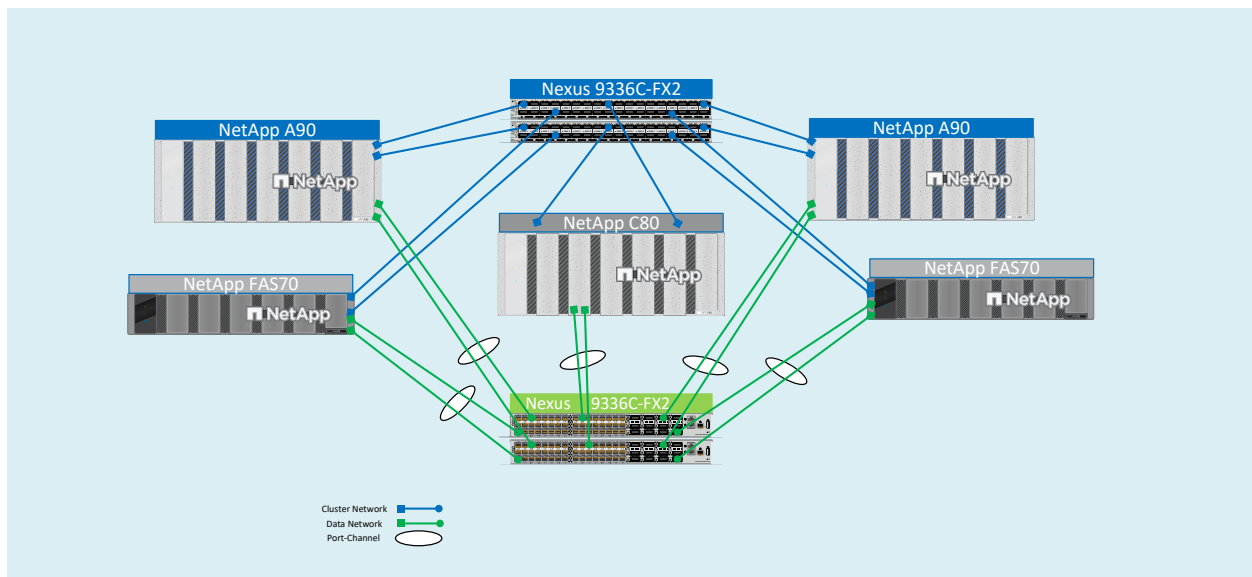 Nexus 9336C-FX2
NetApp A90
NetApp
NetApp A90
NetApp
NetApp C80
NetApp
NetApp FAS70
NetApp
NetApp FAS70
NetApp
Nexus 9336C-FX2
Cluster Network
Data Network
Port-Channel